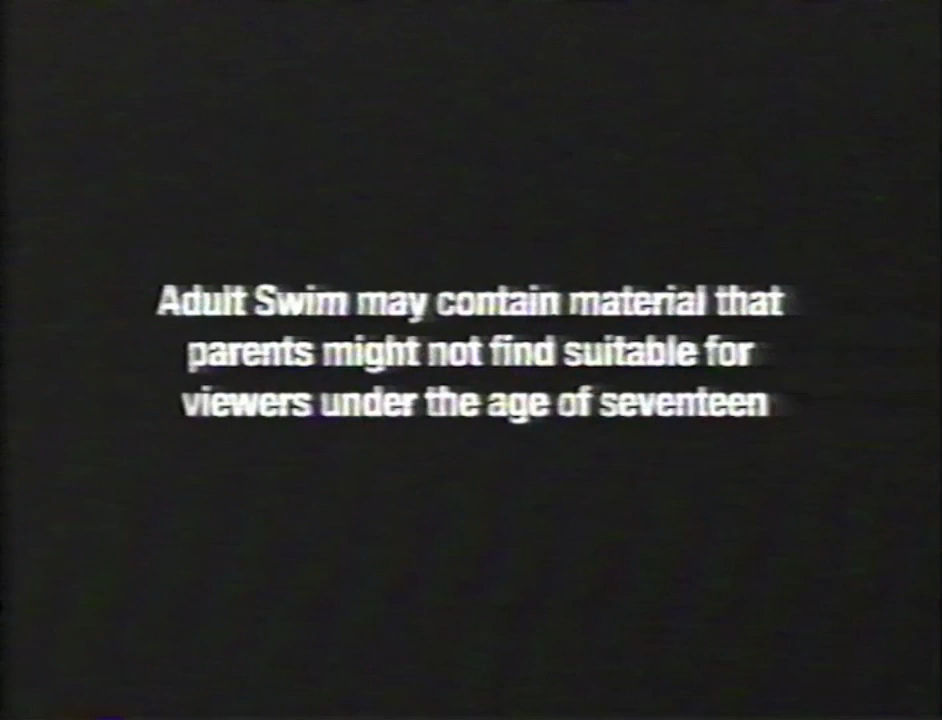 Adult Swim may contain material that
parents might not find suitable for
viewers under the age of seventeen